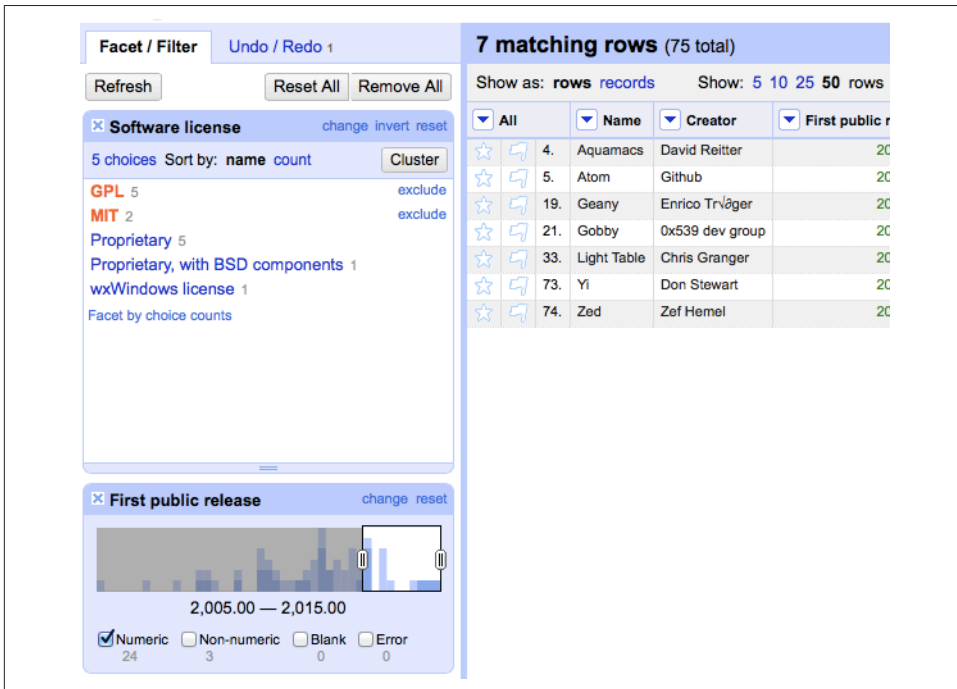 Facet / Filter Undo / Redo 1
Refresh Reset All Remove All
Software license change invert reset
5 choices Sort by: name count Cluster
GPL 5 exclude
MIT 2 exclude
Proprietary 5
Proprietary, with BSD components 1
wxWindows license 1
Facet by choice counts
First public release change reset
2,005.00 — 2,015.00
Numeric Non-numeric Blank Error
24 3 0 0
7 matching rows (75 total)
Show as: rows records Show: 5 10 25 50 rows
All Name Creator First public r
4. Aquamacs David Reitter 20
5. Atom Github 20
19. Geany Enrico Tr√∂ger 20
21. Gobby 0x539 dev group 20
33. Light Table Chris Granger 20
73. Yi Don Stewart 20
74. Zed Zef Hemel 20